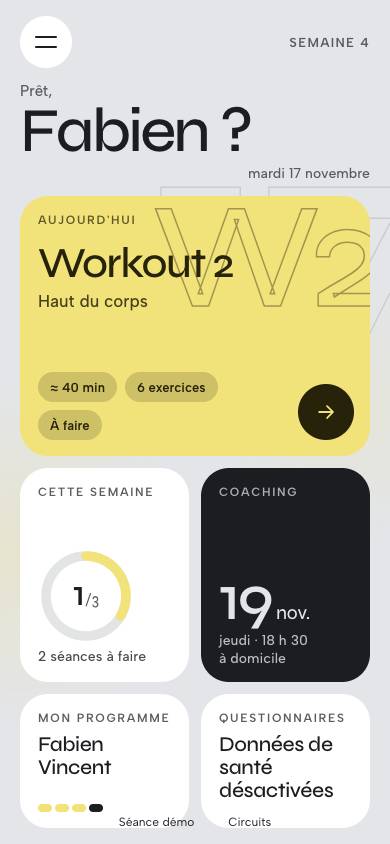 SEMAINE 4
Prêt,
Fabien ?
mardi 17 novembre
AUJOURD'HUI
W2
Workout 2
Haut du corps
≈ 40 min
6 exercices
À faire
CETTE SEMAINE
1/3
2 séances à faire
COACHING
19 nov.
jeudi · 18 h 30
à domicile
MON PROGRAMME
Fabien
Vincent
QUESTIONNAIRES
Données de
santé
désactivées
Séance démo
Circuits